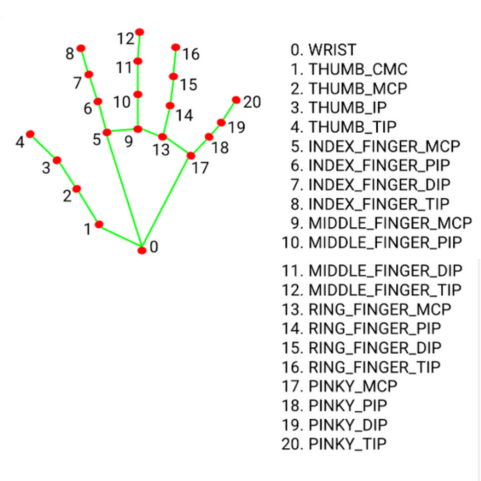 12
8
16
11
7
15
20
6
10
14
19
4
5
9
13
18
3
17
2
1
0
0. WRIST
1. THUMB_CMC
2. THUMB_MCP
3. THUMB_IP
4. THUMB_TIP
5. INDEX_FINGER_MCP
6. INDEX_FINGER_PIP
7. INDEX_FINGER_DIP
8. INDEX_FINGER_TIP
9. MIDDLE_FINGER_MCP
10. MIDDLE_FINGER_PIP
11. MIDDLE_FINGER_DIP
12. MIDDLE_FINGER_TIP
13. RING_FINGER_MCP
14. RING_FINGER_PIP
15. RING_FINGER_DIP
16. RING_FINGER_TIP
17. PINKY_MCP
18. PINKY_PIP
19. PINKY_DIP
20. PINKY_TIP